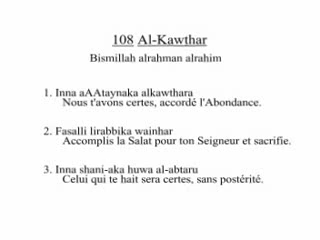 108 Al-Kawthar
Bismillah alrahman alrahim
1. Inna aAAtaynaka alkawthara
Nous t'avons certes, accordé l'Abondance.
2. Fasalli lirabbika wainhar
Accomplis la Salat pour ton Seigneur et sacrifie.
3. Inna shani-aka huwa al-abtaru
Celui qui te hait sera certes, sans postérité.